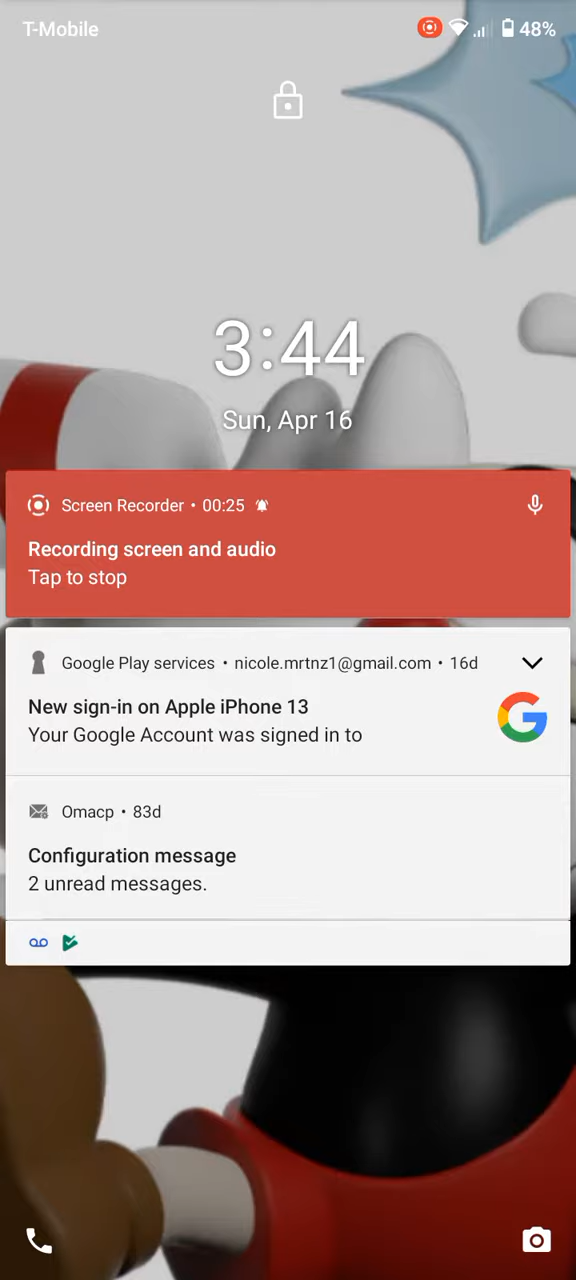 T-Mobile 48%
3:44
Sun, Apr 16
Screen Recorder • 00:25
Recording screen and audio
Tap to stop
Google Play services • nicole.mrtnz1@gmail.com • 16d
New sign-in on Apple iPhone 13
Your Google Account was signed in to
Omacp • 83d
Configuration message
2 unread messages.